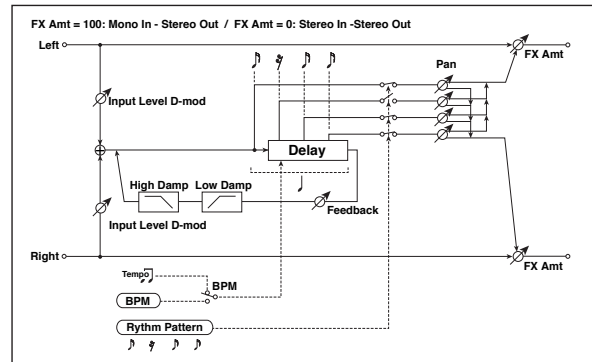 FX Amt = 100: Mono In - Stereo Out / FX Amt = 0: Stereo In -Stereo Out
Left
FX Amt
Pan
Input Level D-mod
Delay
High Damp
Low Damp
Feedback
Input Level D-mod
Right
FX Amt
Tempo
BPM
BPM
Rythm Pattern